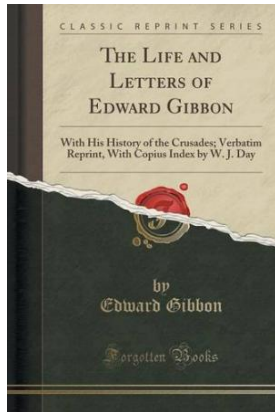 CLASSIC REPRINT SERIES
THE LIFE AND
LETTERS OF
EDWARD GIBBON
With His History of the Crusades; Verbatim
Reprint, With Copius Index by W. J. Day
by
Edward Gibbon
Forgotten Books